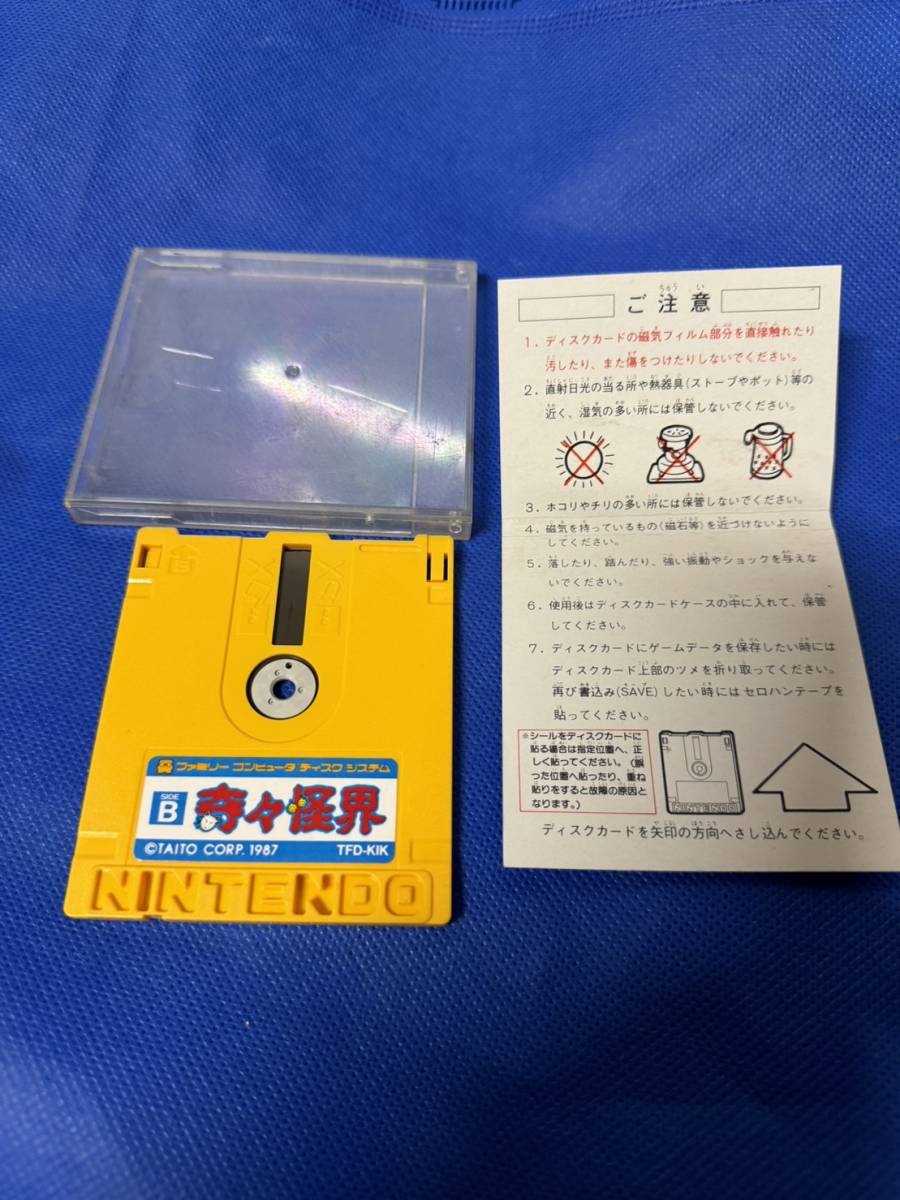 ファミリー コンピュータ ディスク システム
SIDE B 奇々怪界
©TAITO CORP. 1987 TFD-KIK
NINTENDO
ご注意
1．ディスクカードの磁気フィルム部分を直接触れたり
汚したり、また傷をつけたりしないでください。
2．直射日光の当る所や熱器具(ストーブやポット)等の
近く、湿気の多い所には保管しないでください。
3．ホコリやチリの多い所には保管しないでください。
4．磁気を持っているもの(磁石等)を近づけないように
してください。
5．落したり、踏んだり、強い振動やショックを与えな
いでください。
6．使用後はディスクカードケースの中に入れて、保管
してください。
7．ディスクカードにゲームデータを保存したい時には
ディスクカード上部のツメを折り取ってください。
再び書込み(SAVE)したい時にはセロハンテープを
貼ってください。
※シールをディスクカードに
貼る場合は指定位置へ、正
しく貼ってください。(誤
った位置へ貼ったり、重ね
貼りをすると故障の原因と
なります。)
NINTENDO
ディスクカードを矢印の方向へさし込んでください。